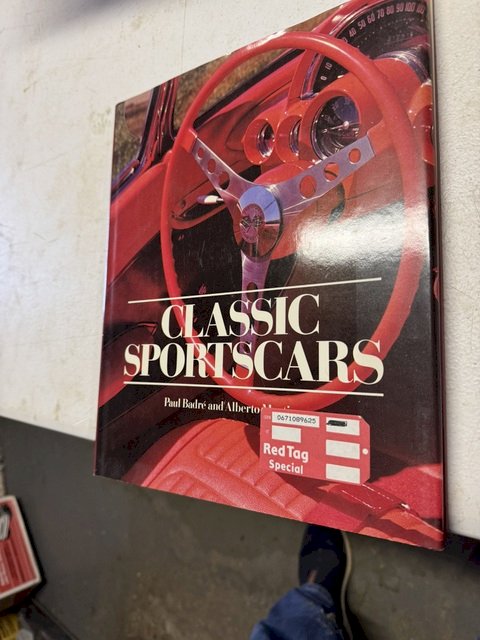 CLASSIC
SPORTSCARS
Paul Badré and Alberto
0671089625
Red Tag
Special